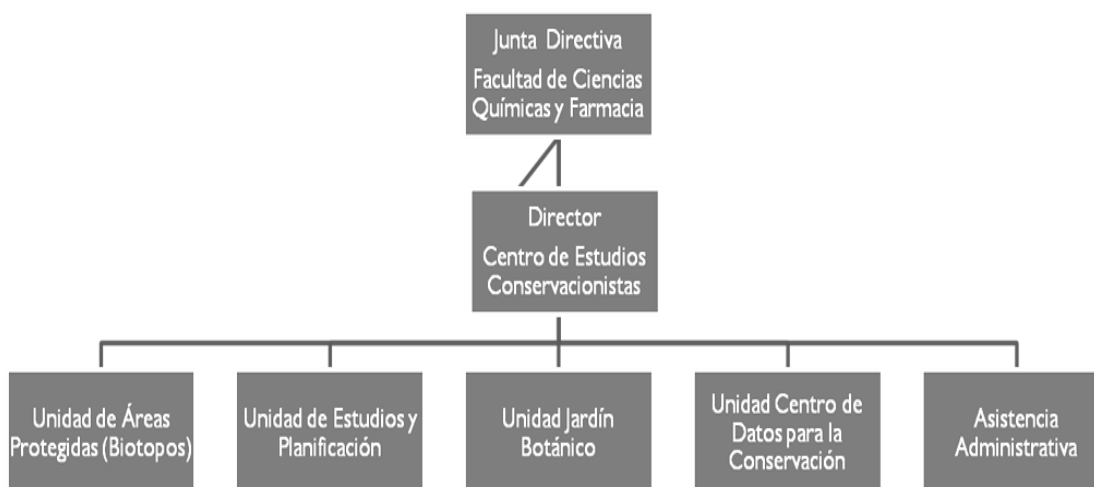 Junta Directiva
Facultad de Ciencias
Químicas y Farmacia
Director
Centro de Estudios
Conservacionistas
Unidad de Áreas
Protegidas (Biotopos)
Unidad de Estudios y
Planificación
Unidad Jardín
Botánico
Unidad Centro de
Datos para la
Conservación
Asistencia
Administrativa